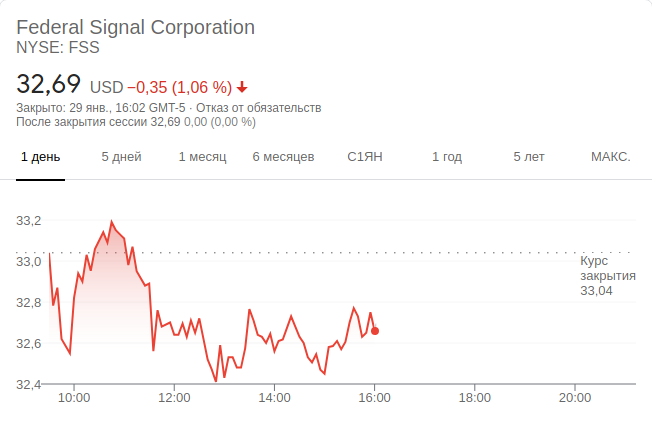 Federal Signal Corporation
NYSE: FSS
32,69 USD −0,35 (1,06 %)
Закрыто: 29 янв., 16:02 GMT-5 · Отказ от обязательств
После закрытия сессии 32,69 0,00 (0,00 %)
1 день 5 дней 1 месяц 6 месяцев С1ЯН 1 год 5 лет МАКС.
33,2
33,0
32,8
32,6
32,4
Курс
закрытия
33,04
10:00 12:00 14:00 16:00 18:00 20:00